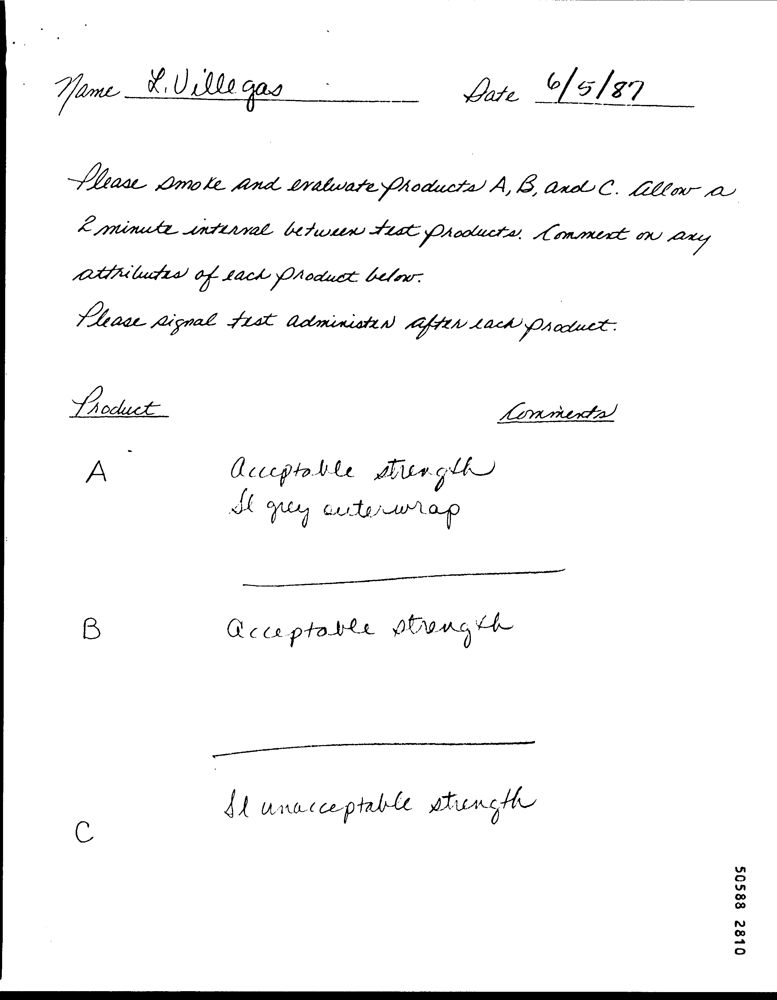 Name L. Villegas Date 6/5/87
Please smoke and evaluate products A, B, and C. Allow a
2 minute interval between test products. Comment on any
attributes of each product below.
Please signal test administer after each product.
Product Comments
A Acceptable strength
Sl grey outerwrap
B Acceptable strength
Sl unacceptable strength
C
50588 2810